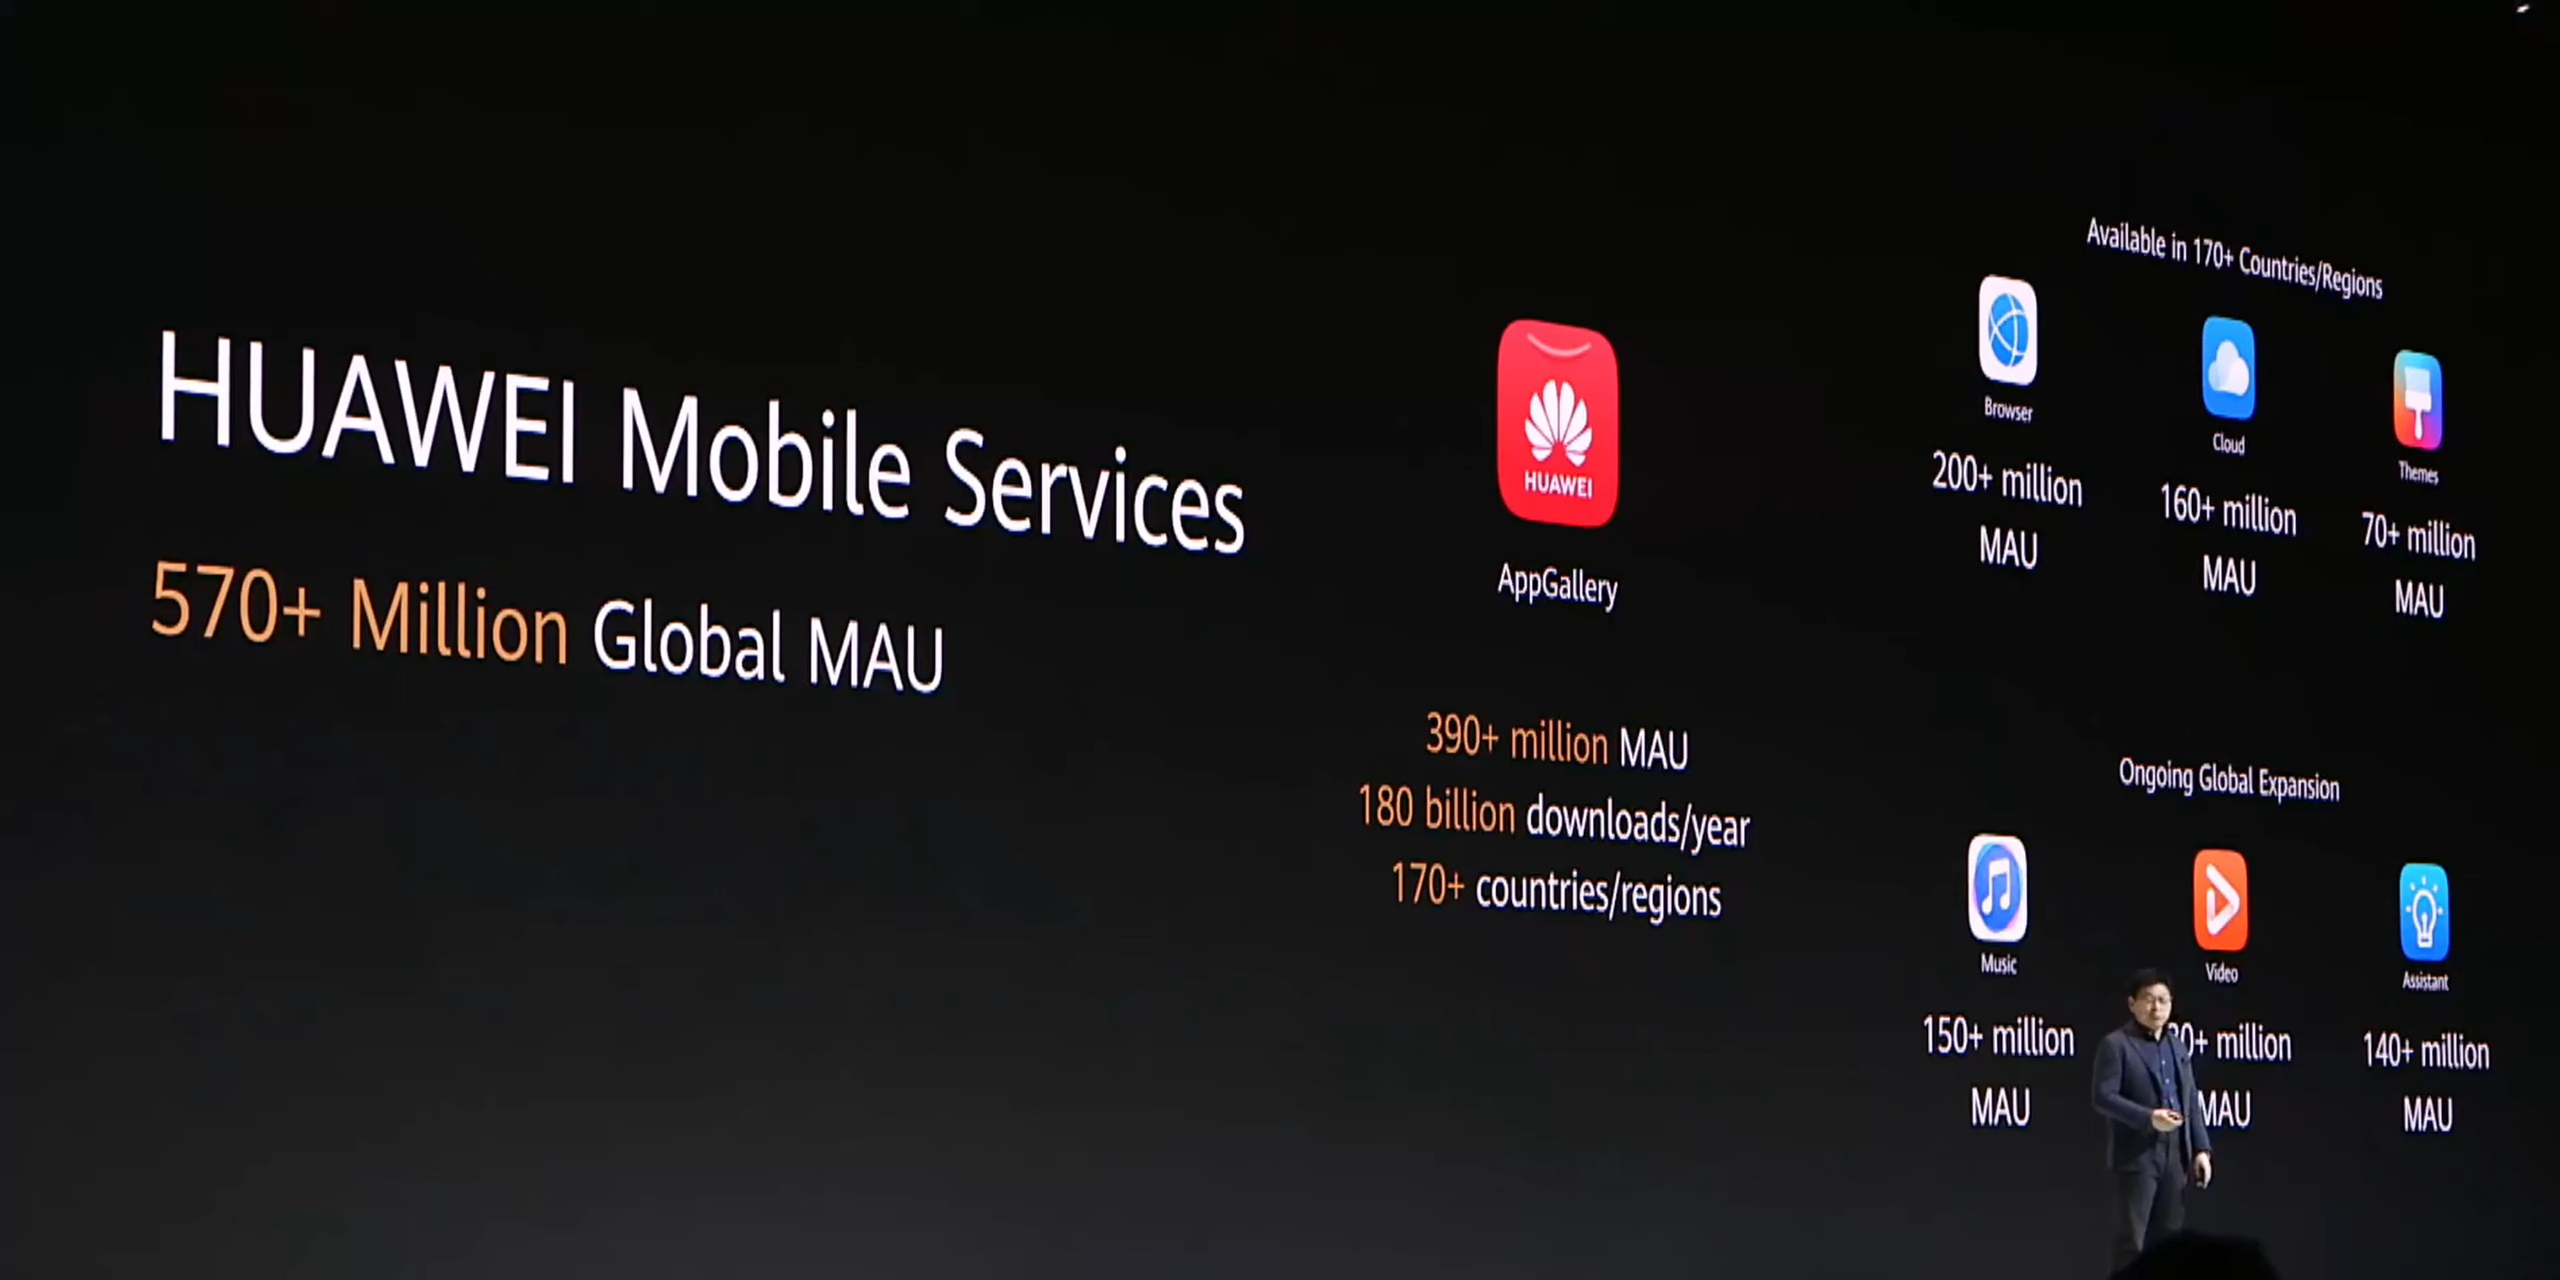 HUAWEI Mobile Services
570+ Million Global MAU
HUAWEI
AppGallery
390+ million MAU
180 billion downloads/year
170+ countries/regions
Available in 170+ Countries/Regions
Browser
200+ million
MAU
Cloud
160+ million
MAU
Themes
70+ million
MAU
Ongoing Global Expansion
Music
150+ million
MAU
Video
million
MAU
Assistant
140+ million
MAU